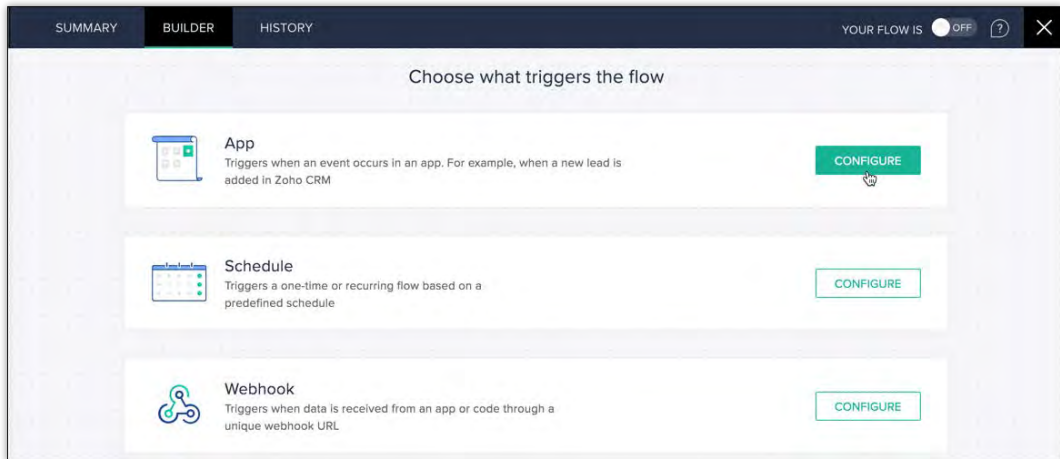 SUMMARY
BUILDER
HISTORY
YOUR FLOW IS
OFF
?
Choose what triggers the flow
App
Triggers when an event occurs in an app. For example, when a new lead is
added in Zoho CRM
CONFIGURE
Schedule
Triggers a one-time or recurring flow based on a
predefined schedule
CONFIGURE
Webhook
Triggers when data is received from an app or code through a
unique webhook URL
CONFIGURE